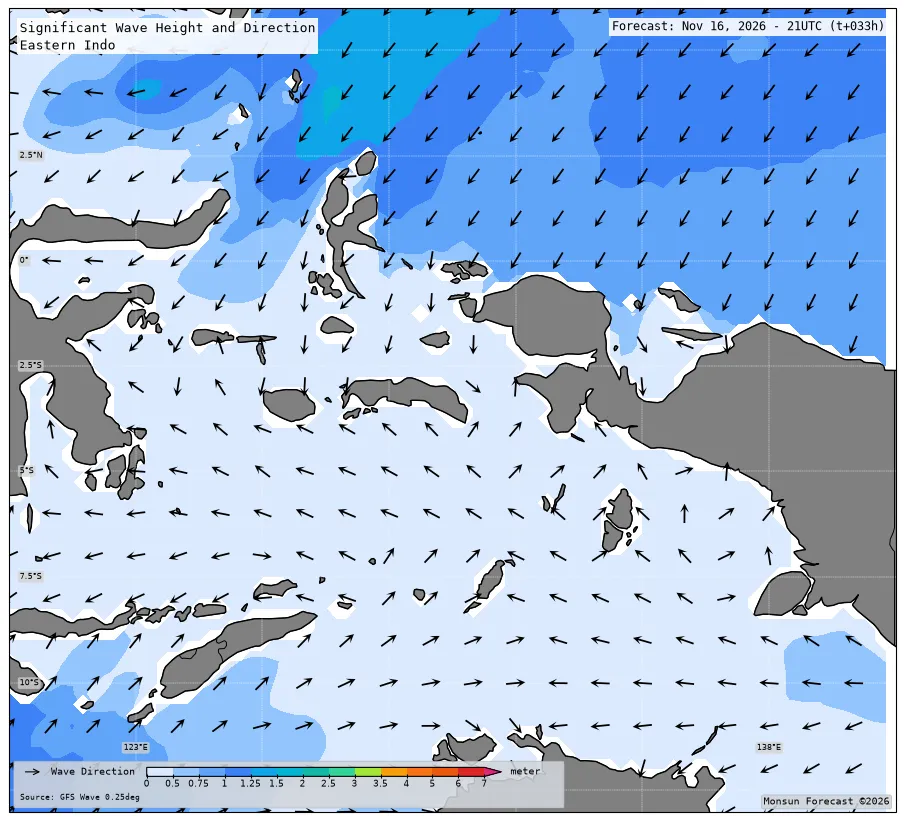 Significant Wave Height and Direction
Eastern Indo
Forecast: Nov 16, 2026 - 21UTC (t+033h)
2.5°N
0°
2.5°S
5°S
7.5°S
10°S
123°E
138°E
Wave Direction
meter
0 0.5 0.75 1 1.25 1.5 2 2.5 3 3.5 4 5 6 7
Source: GFS Wave 0.25deg
Monsun Forecast ©2026